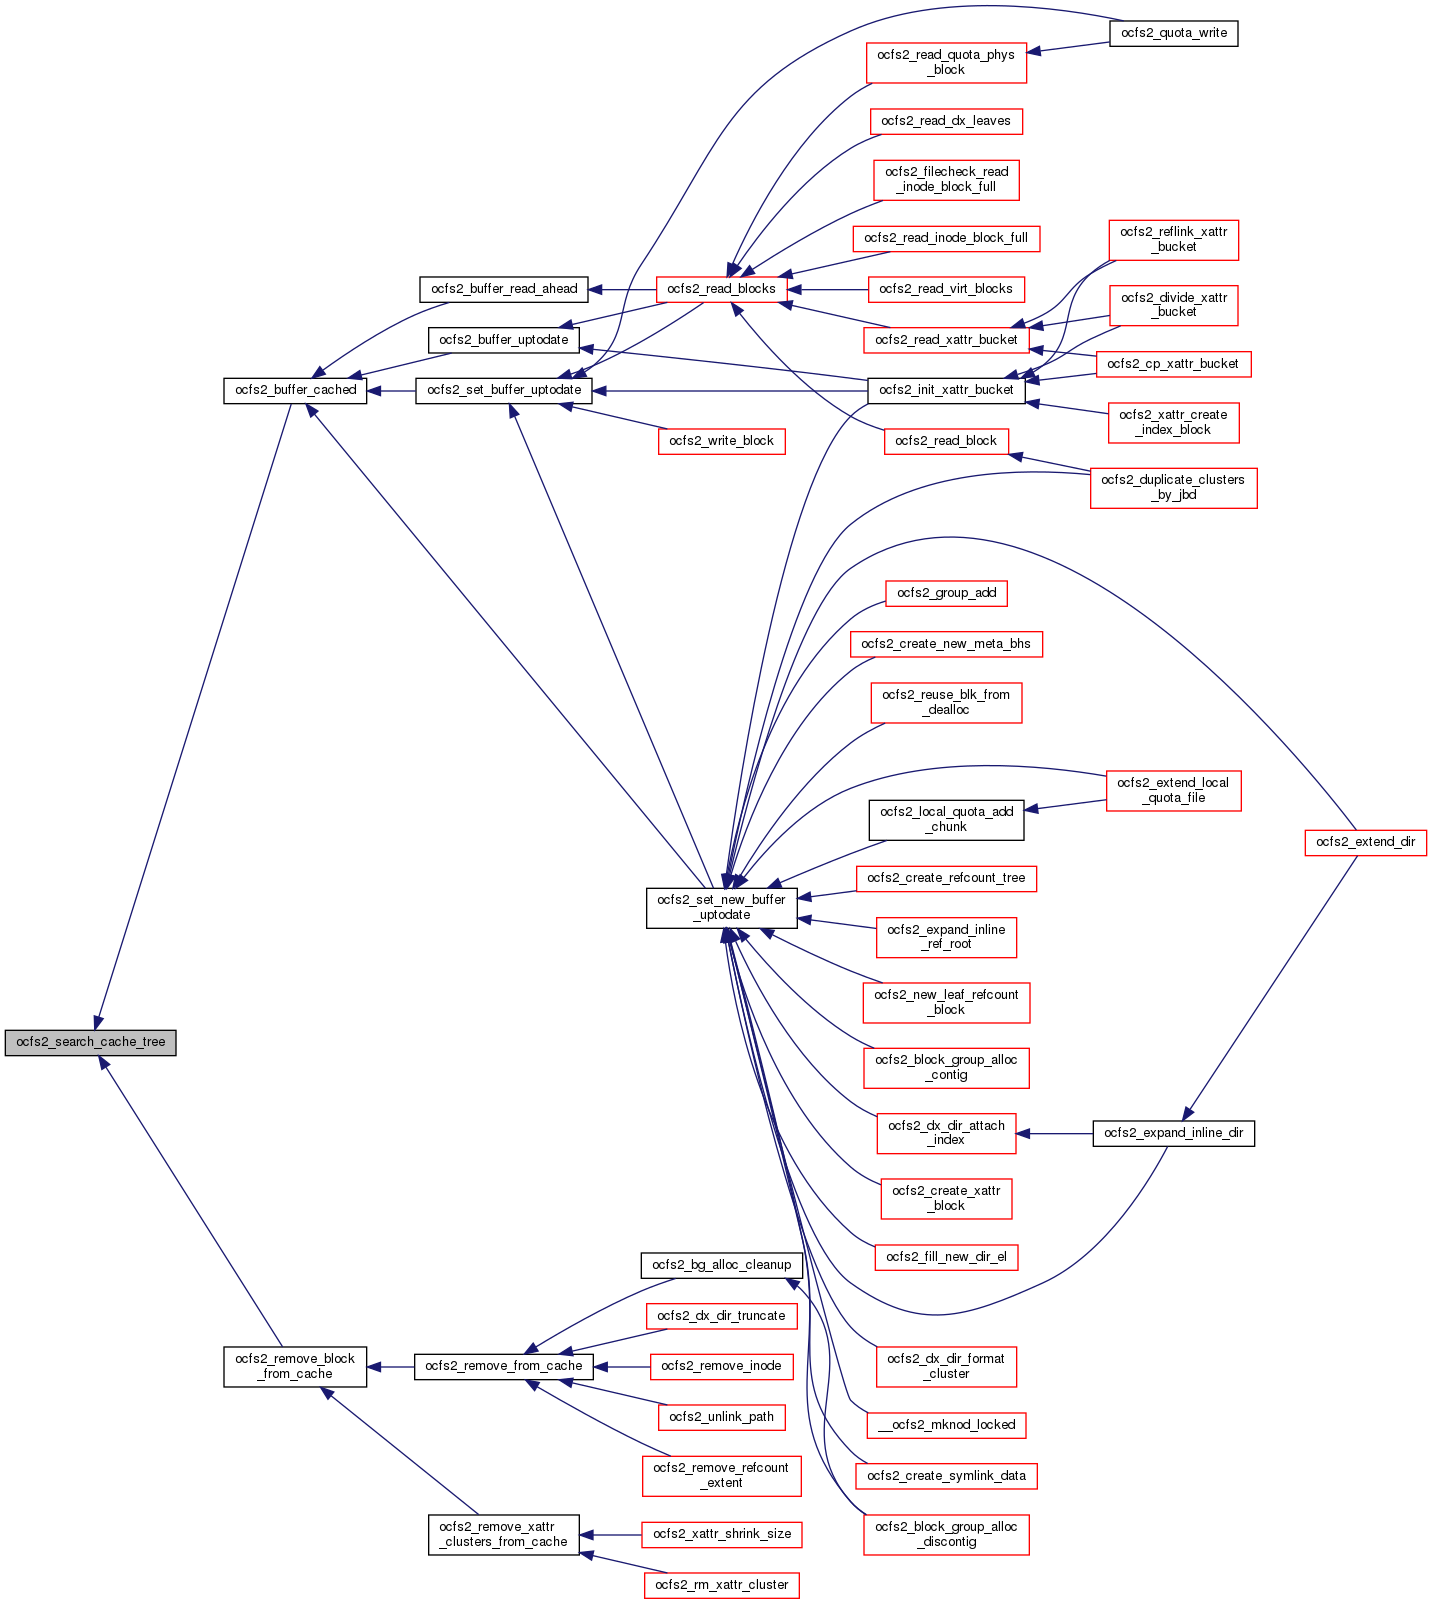 ocfs2_quota_write
ocfs2_read_quota_phys
_block
ocfs2_read_dx_leaves
ocfs2_filecheck_read
_inode_block_full
ocfs2_read_inode_block_full
ocfs2_reflink_xattr
_bucket
ocfs2_buffer_read_ahead
ocfs2_read_blocks
ocfs2_read_virt_blocks
ocfs2_divide_xattr
_bucket
ocfs2_buffer_uptodate
ocfs2_read_xattr_bucket
ocfs2_cp_xattr_bucket
ocfs2_buffer_cached
ocfs2_set_buffer_uptodate
ocfs2_init_xattr_bucket
ocfs2_xattr_create
_index_block
ocfs2_write_block
ocfs2_read_block
ocfs2_duplicate_clusters
_by_jbd
ocfs2_group_add
ocfs2_create_new_meta_bhs
ocfs2_reuse_blk_from
_dealloc
ocfs2_extend_local
_quota_file
ocfs2_local_quota_add
_chunk
ocfs2_extend_dir
ocfs2_create_refcount_tree
ocfs2_set_new_buffer
_uptodate
ocfs2_expand_inline
_ref_root
ocfs2_new_leaf_refcount
_block
ocfs2_search_cache_tree
ocfs2_block_group_alloc
_contig
ocfs2_dx_dir_attach
_index
ocfs2_expand_inline_dir
ocfs2_create_xattr
_block
ocfs2_fill_new_dir_el
ocfs2_bg_alloc_cleanup
ocfs2_dx_dir_truncate
ocfs2_remove_block
_from_cache
ocfs2_remove_from_cache
ocfs2_remove_inode
ocfs2_dx_dir_format
_cluster
ocfs2_unlink_path
__ocfs2_mknod_locked
ocfs2_remove_refcount
_extent
ocfs2_create_symlink_data
ocfs2_remove_xattr
_clusters_from_cache
ocfs2_xattr_shrink_size
ocfs2_block_group_alloc
_discontig
ocfs2_rm_xattr_cluster